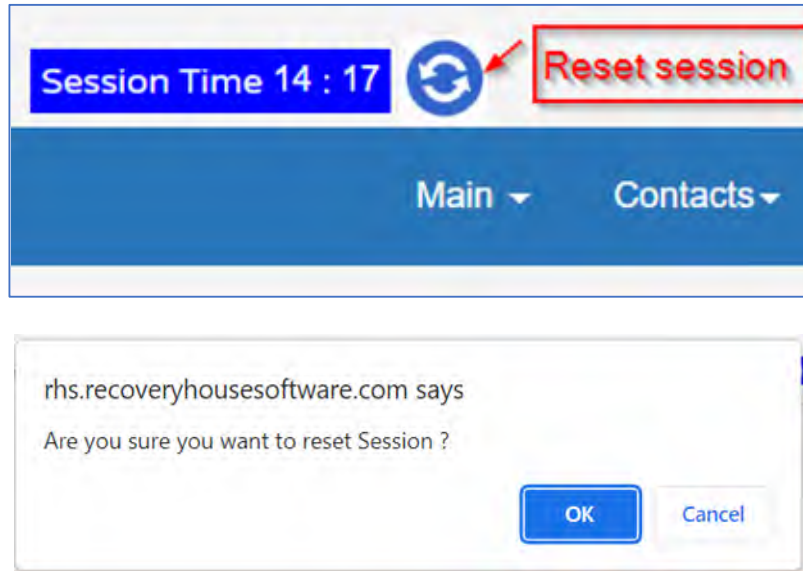 Session Time 14 : 17
Reset session
Main
Contacts
rhs.recoveryhousesoftware.com says
Are you sure you want to reset Session ?
OK
Cancel